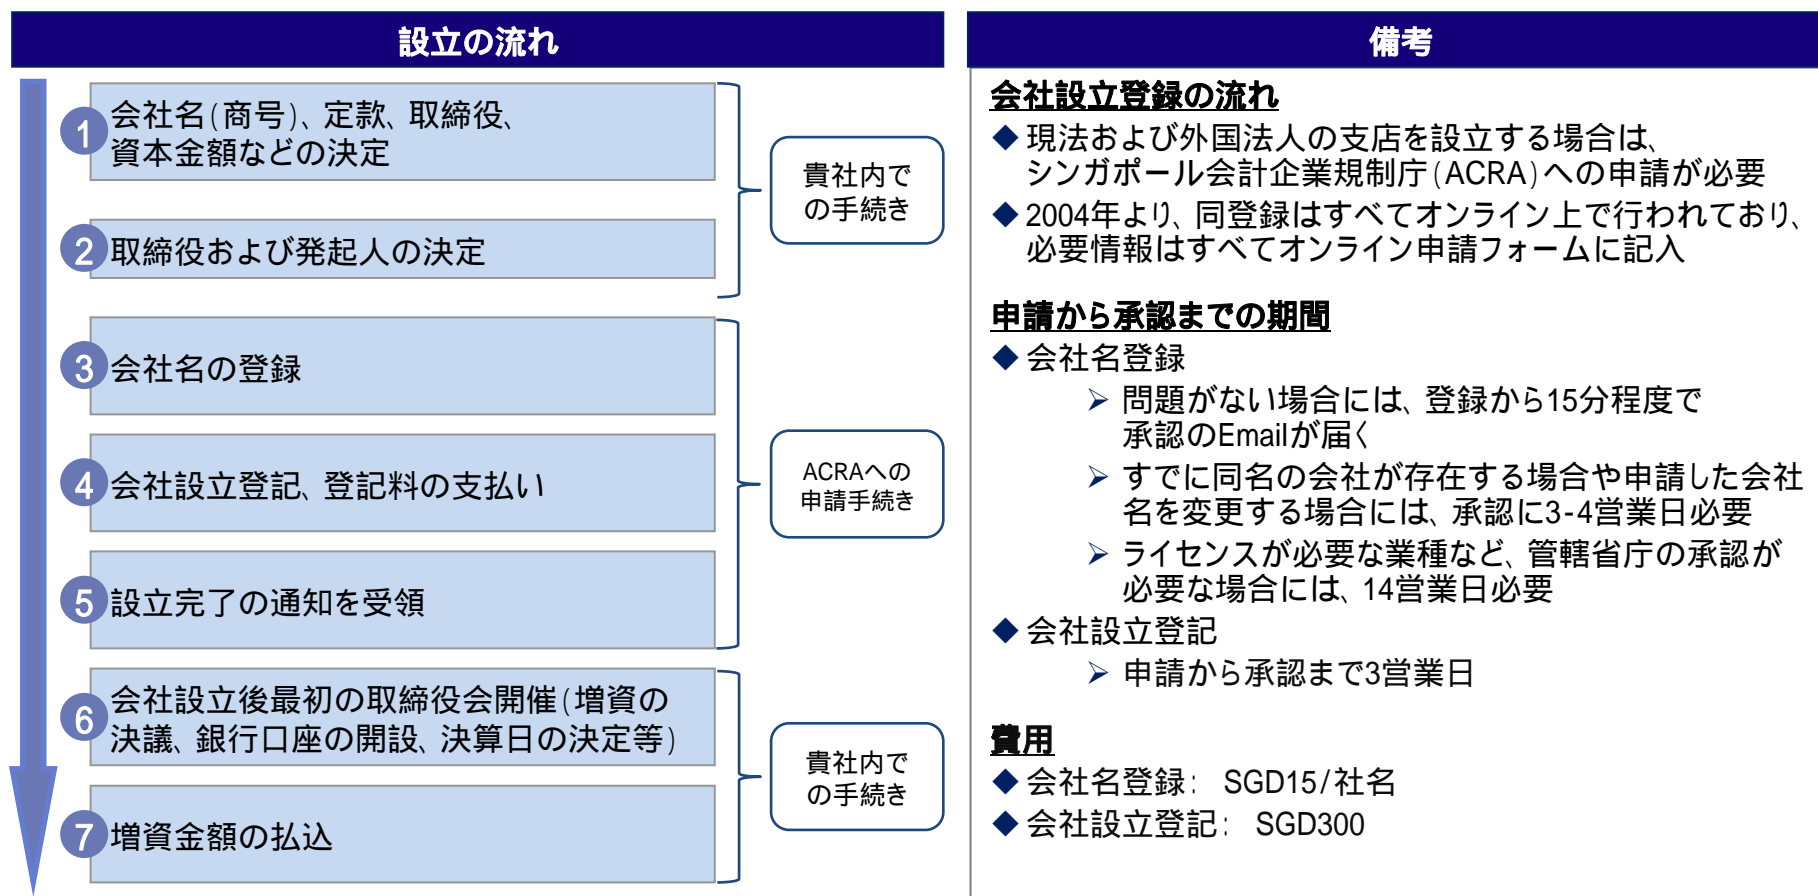 設立の流れ
1
会社名(商号)、定款、取締役、
資本金額などの決定
2
取締役および発起人の決定
貴社内で
の手続き
3
会社名の登録
4
会社設立登記、登記料の支払い
5
設立完了の通知を受領
ACRAへの
申請手続き
6
会社設立後最初の取締役会開催(増資の
決議、銀行口座の開設、決算日の決定等)
7
増資金額の払込
貴社内で
の手続き
備考
会社設立登録の流れ
◆現法および外国法人の支店を設立する場合は、
シンガポール会計企業規制庁(ACRA)への申請が必要
◆2004年より、同登録はすべてオンライン上で行われており、
必要情報はすべてオンライン申請フォームに記入
申請から承認までの期間
◆会社名登録
➢問題がない場合には、登録から15分程度で
承認のEmailが届く
➢すでに同名の会社が存在する場合や申請した会社
名を変更する場合には、承認に3-4営業日必要
➢ライセンスが必要な業種など、管轄省庁の承認が
必要な場合には、14営業日必要
◆会社設立登記
➢申請から承認まで3営業日
費用
◆会社名登録: SGD15/社名
◆会社設立登記: SGD300